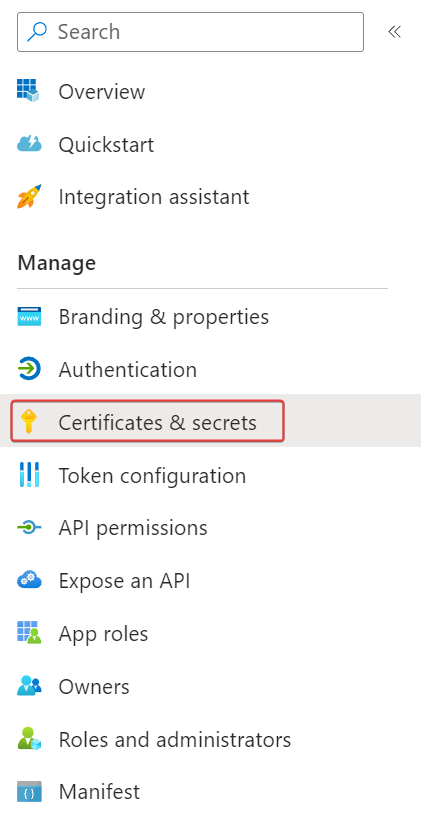 Search
Overview
Quickstart
Integration assistant
Manage
www
Branding & properties
Authentication
Certificates & secrets
Token configuration
API permissions
Expose an API
App roles
Owners
Roles and administrators
Manifest